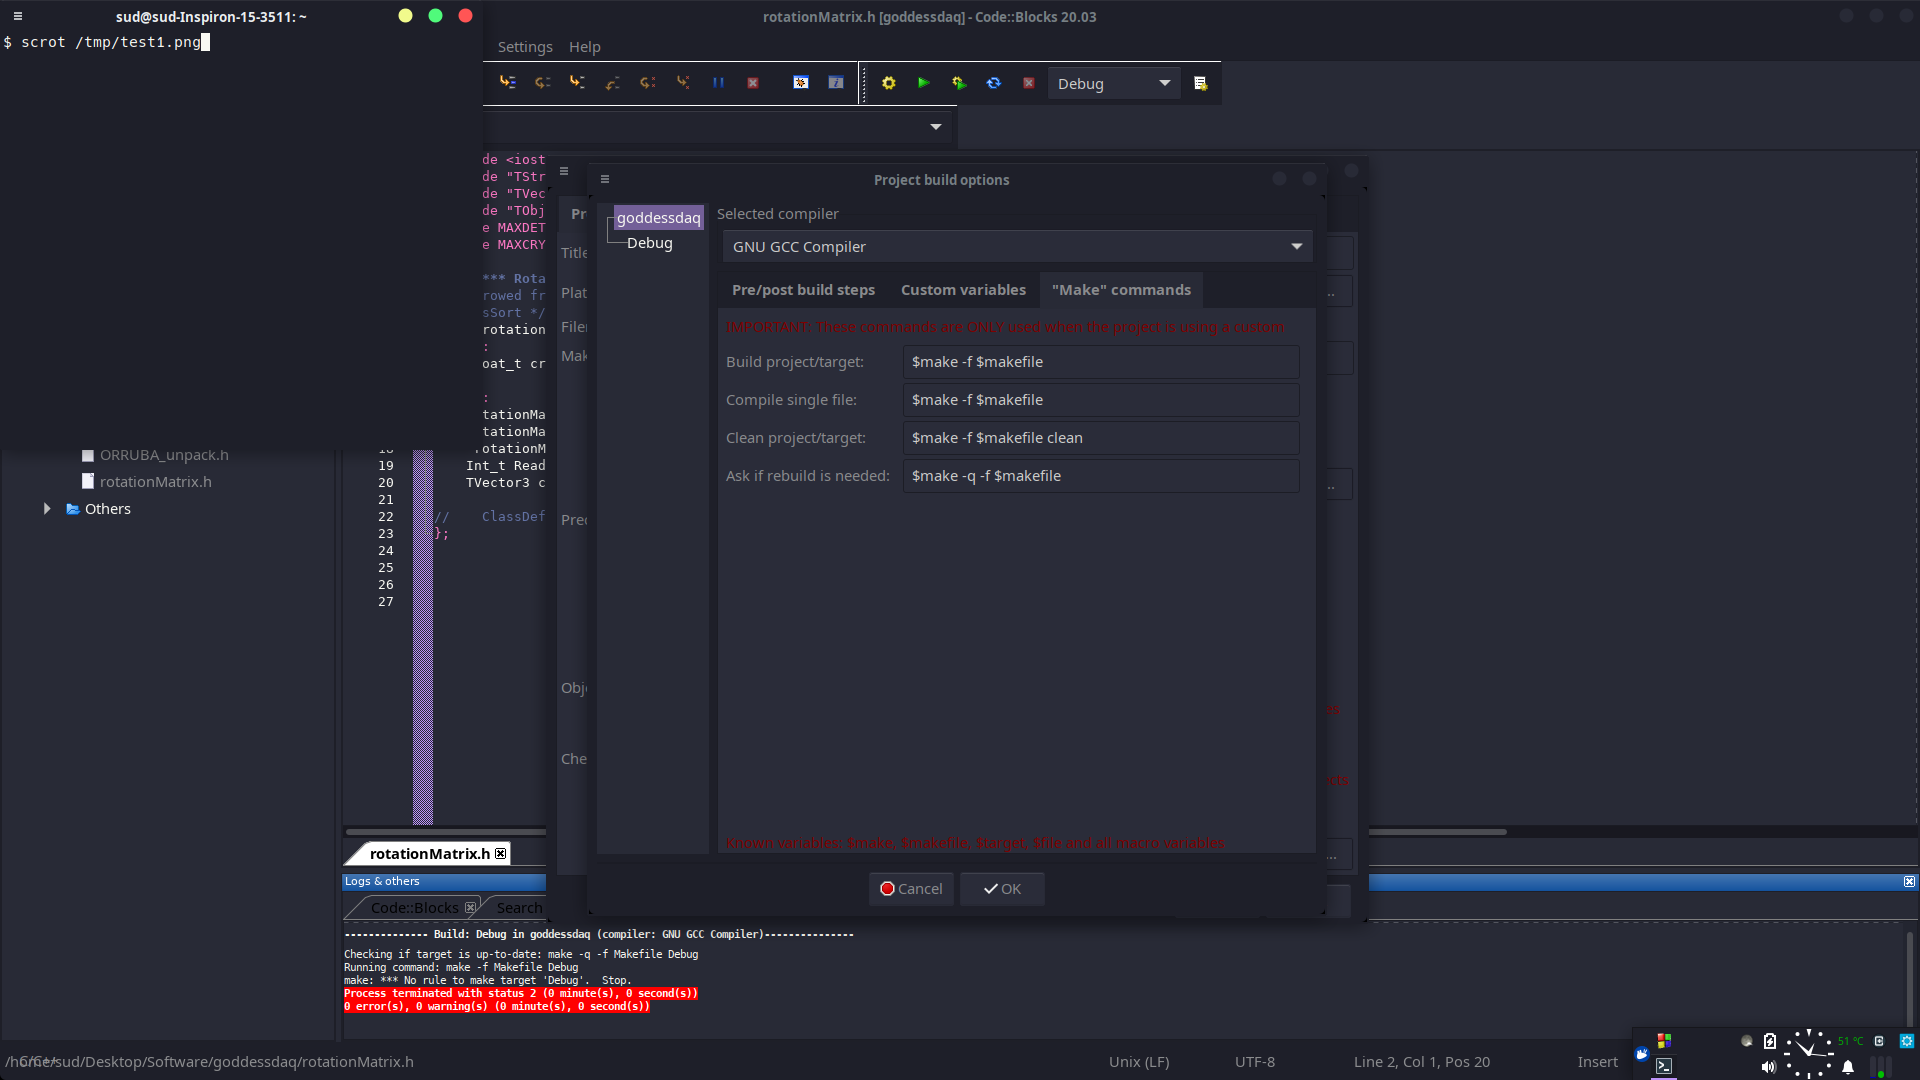 sud@sud-Inspiron-15-3511: ~
$ scrot /tmp/test1.png
rotationMatrix.h [goddessdaq] - Code::Blocks 20.03
Settings Help
Debug
de <iost
de "TStr
de "TVec
de "TObj
e MAXDET
e MAXCRY
*** Rota
rowed fr
sSort */
rotation
:
oat_t cr
:
tationMa
tationMa
rotationM
19 Int_t Read
20 TVector3 c
21
22 // ClassDef
23 };
24
25
26
27
ORRUBA_unpack.h
rotationMatrix.h
Others
Pr
Title
Plat
Filen
Mak
Pred
Obje
Che
Project build options
goddessdaq
Debug
Selected compiler
GNU GCC Compiler
Pre/post build steps Custom variables "Make" commands
IMPORTANT: These commands are ONLY used when the project is using a custom
Build project/target: $make -f $makefile
Compile single file: $make -f $makefile
Clean project/target: $make -f $makefile clean
Ask if rebuild is needed: $make -q -f $makefile
Known variables: $make, $makefile, $target, $file and all macro variables
Cancel OK
rotationMatrix.h
Logs & others
Code::Blocks Search
-------------- Build: Debug in goddessdaq (compiler: GNU GCC Compiler)---------------
Checking if target is up-to-date: make -q -f Makefile Debug
Running command: make -f Makefile Debug
make: *** No rule to make target 'Debug'.  Stop.
Process terminated with status 2 (0 minute(s), 0 second(s))
0 error(s), 0 warning(s) (0 minute(s), 0 second(s))
/home/sud/Desktop/Software/goddessdaq/rotationMatrix.h
C/C++
Unix (LF) UTF-8 Line 2, Col 1, Pos 20 Insert
51 °C